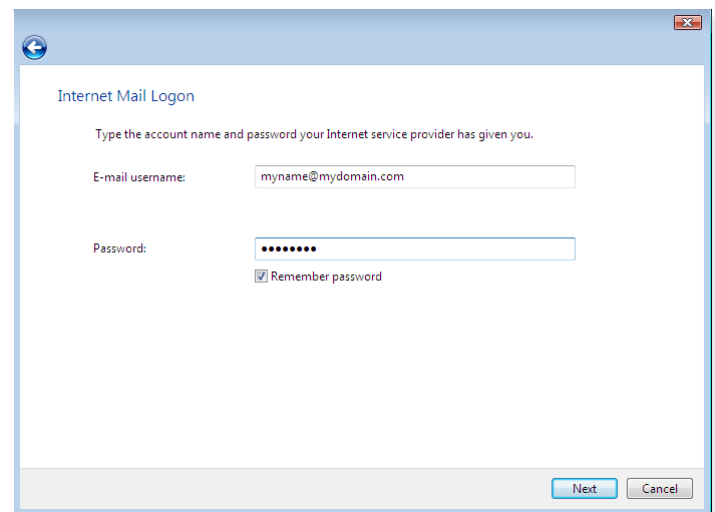 Internet Mail Logon
Type the account name and password your Internet service provider has given you.
E-mail username: myname@mydomain.com
Password: ●●●●●●●●
Remember password
Next Cancel